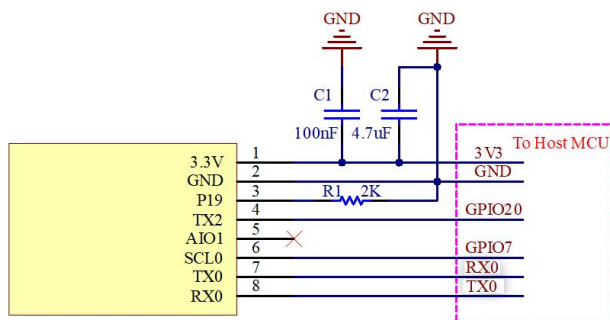 GND GND
C1 C2
100nF 4.7uF
To Host MCU
3.3V 1 3V3
GND 2 GND
P19 3 R1 2K
TX2 4 GPIO20
AIO1 5
SCL0 6 GPIO7
TX0 7 RX0
RX0 8 TX0